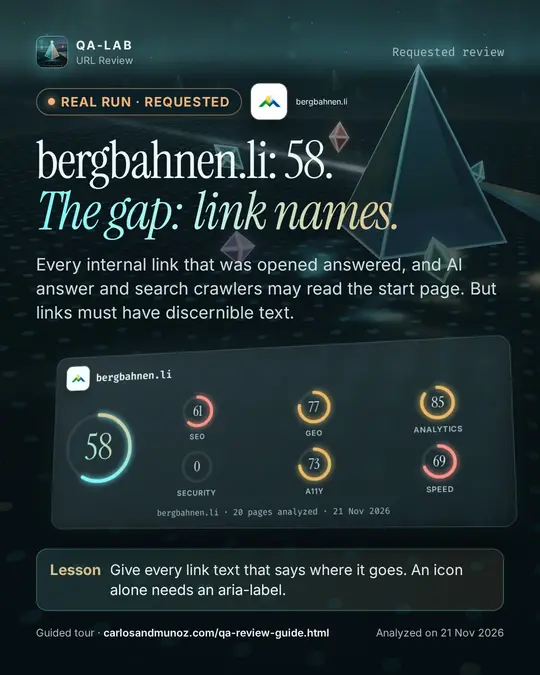 QA-LAB
URL Review
Requested review
REAL RUN · REQUESTED
bergbahnen.li
bergbahnen.li: 58.
The gap: link names.
Every internal link that was opened answered, and AI
answer and search crawlers may read the start page. But
links must have discernible text.
bergbahnen.li
58
61
SEO
77
GEO
85
ANALYTICS
0
SECURITY
73
A11Y
69
SPEED
bergbahnen.li · 20 pages analyzed · 21 Nov 2026
Lesson
Give every link text that says where it goes. An icon
alone needs an aria-label.
Guided tour · carlosandmunoz.com/qa-review-guide.html
Analyzed on 21 Nov 2026